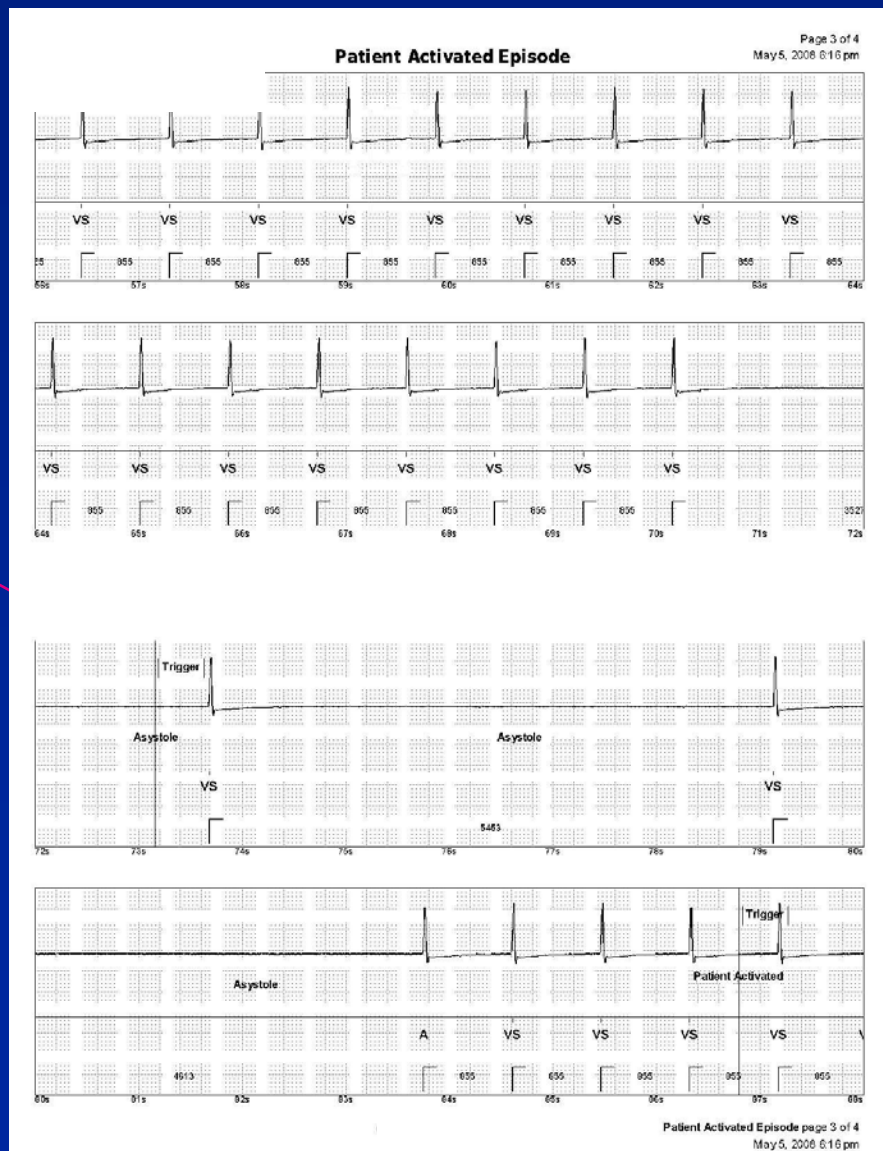 Page 3 of 4
Patient Activated Episode
May 5, 2008 6:16 pm
VS VS VS VS VS VS VS VS VS
855 855 855 855 855 855 855 855 855
57s 58s 59s 60s 61s 62s 63s 64s
VS VS VS VS VS VS VS VS
855 855 855 855 855 855 855 3527
64s 65s 66s 67s 68s 69s 70s 71s 72s
Trigger
Asystole Asystole
VS VS
5453
72s 73s 74s 75s 76s 77s 78s 79s 80s
Trigger
Patient Activated
Asystole
A VS VS VS VS
4613 855 855 855 855 855
80s 81s 82s 83s 84s 85s 86s 87s 88s
Patient Activated Episode page 3 of 4
May 5, 2008 6:16 pm